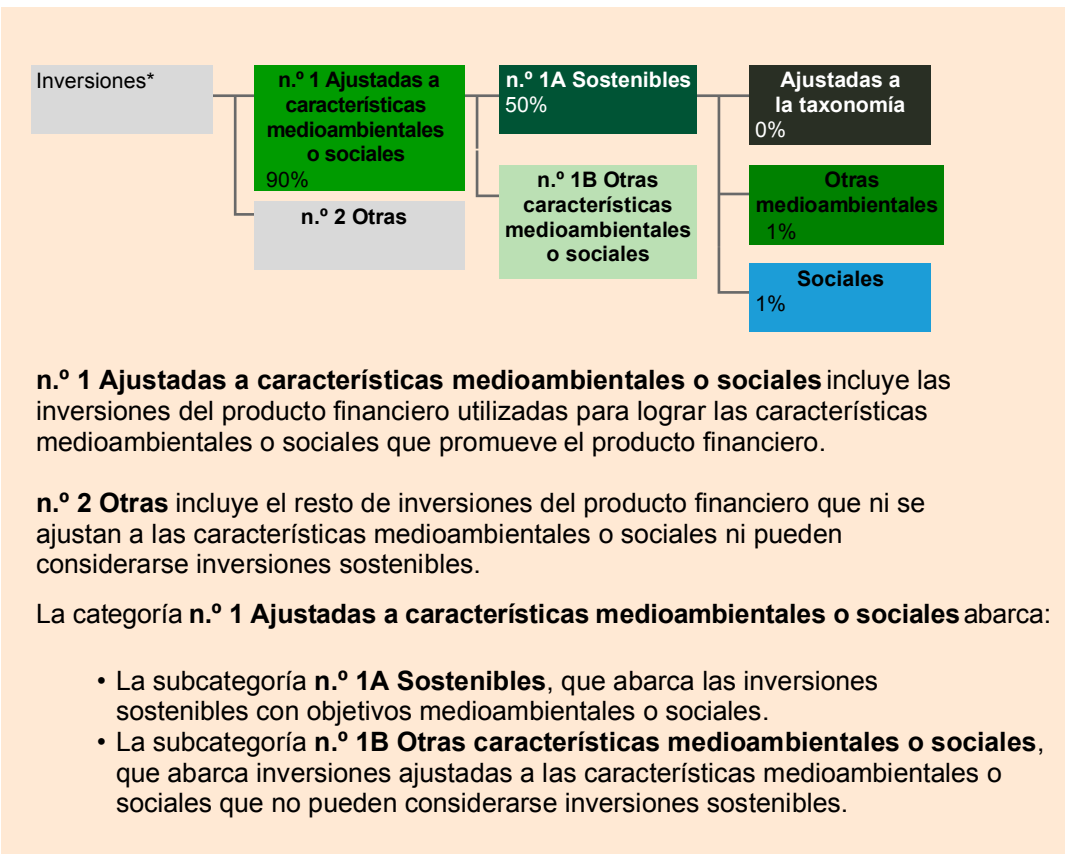 Inversiones*
n.º 1 Ajustadas a
características
medioambientales
o sociales
90%
n.º 2 Otras
n.º 1A Sostenibles
50%
n.º 1B Otras
características
medioambientales
o sociales
Ajustadas a
la taxonomía
0%
Otras
medioambientales
1%
Sociales
1%
n.º 1 Ajustadas a características medioambientales o sociales incluye las
inversiones del producto financiero utilizadas para lograr las características
medioambientales o sociales que promueve el producto financiero.
n.º 2 Otras incluye el resto de inversiones del producto financiero que ni se
ajustan a las características medioambientales o sociales ni pueden
considerarse inversiones sostenibles.
La categoría n.º 1 Ajustadas a características medioambientales o sociales abarca:
• La subcategoría n.º 1A Sostenibles, que abarca las inversiones
sostenibles con objetivos medioambientales o sociales.
• La subcategoría n.º 1B Otras características medioambientales o sociales,
que abarca inversiones ajustadas a las características medioambientales o
sociales que no pueden considerarse inversiones sostenibles.